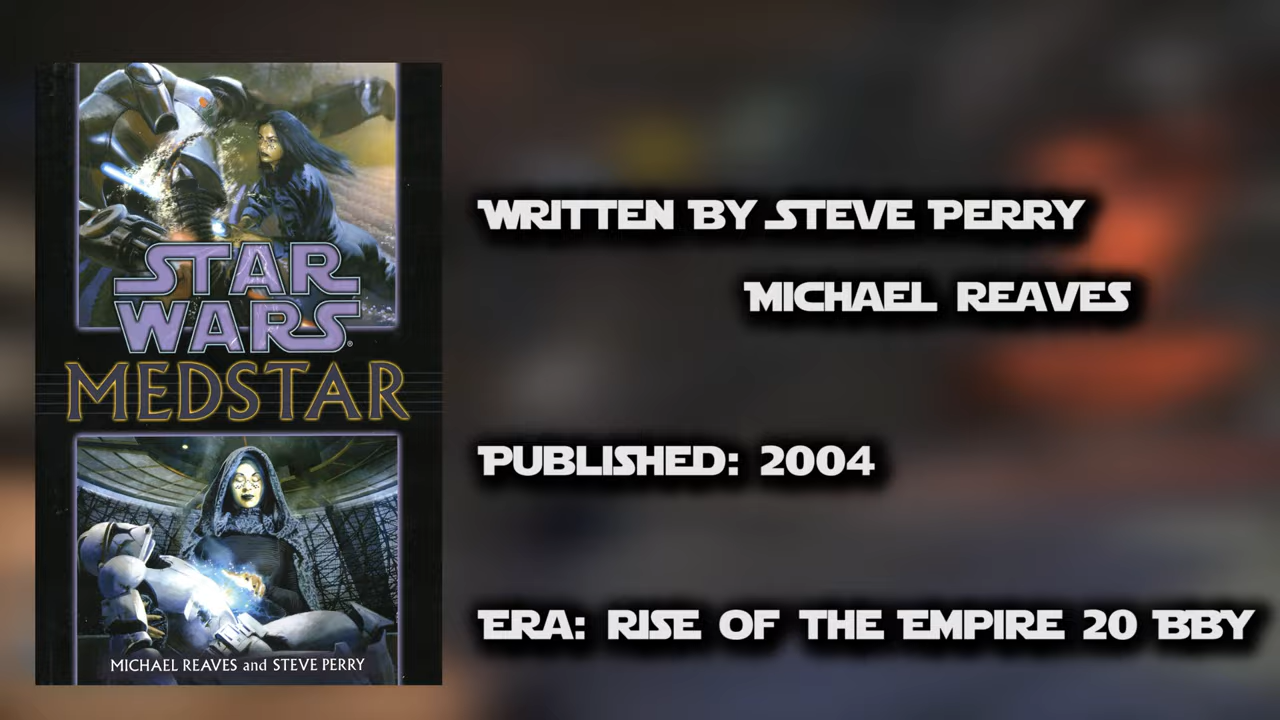 STAR
WARS®
MEDSTAR
MICHAEL REAVES and STEVE PERRY
WRITTEN BY STEVE PERRY
MICHAEL REAVES
PUBLISHED: 2004
ERA: RISE OF THE EMPIRE 20 BBY